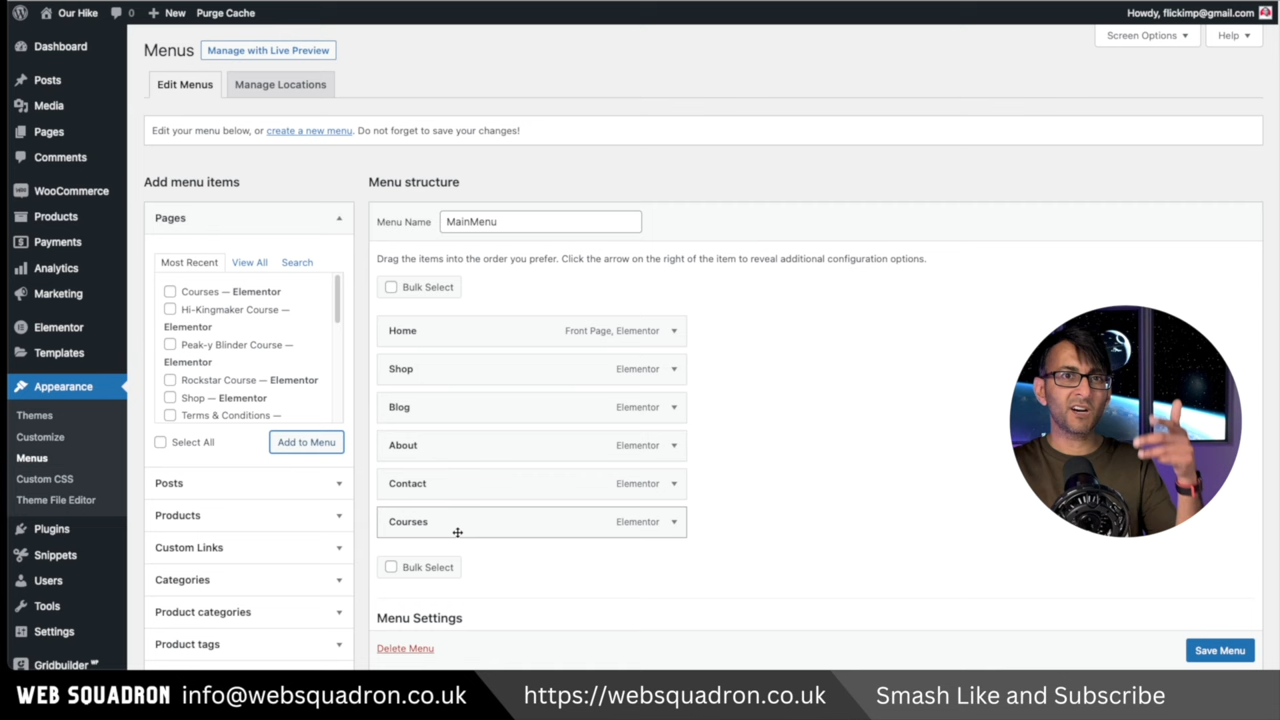 Our Hike
0
+ New
Purge Cache
Howdy, flickimp@gmail.com
Dashboard
Posts
Media
Pages
Comments
WooCommerce
Products
Payments
Analytics
Marketing
Elementor
Templates
Appearance
Themes
Customize
Menus
Custom CSS
Theme File Editor
Plugins
Snippets
Users
Tools
Settings
Gridbuilder WP
Menus
Manage with Live Preview
Screen Options
Help
Edit Menus
Manage Locations
Edit your menu below, or create a new menu. Do not forget to save your changes!
Add menu items
Pages
Most Recent
View All
Search
Courses — Elementor
Hi-Kingmaker Course —
Elementor
Peak-y Blinder Course —
Elementor
Rockstar Course — Elementor
Shop — Elementor
Terms & Conditions —
Select All
Add to Menu
Posts
Products
Custom Links
Categories
Product categories
Product tags
Menu structure
Menu Name
MainMenu
Drag the items into the order you prefer. Click the arrow on the right of the item to reveal additional configuration options.
Bulk Select
Home Front Page, Elementor
Shop Elementor
Blog Elementor
About Elementor
Contact Elementor
Courses Elementor
Bulk Select
Menu Settings
Delete Menu
Save Menu
WEB SQUADRON info@websquadron.co.uk
https://websquadron.co.uk
Smash Like and Subscribe